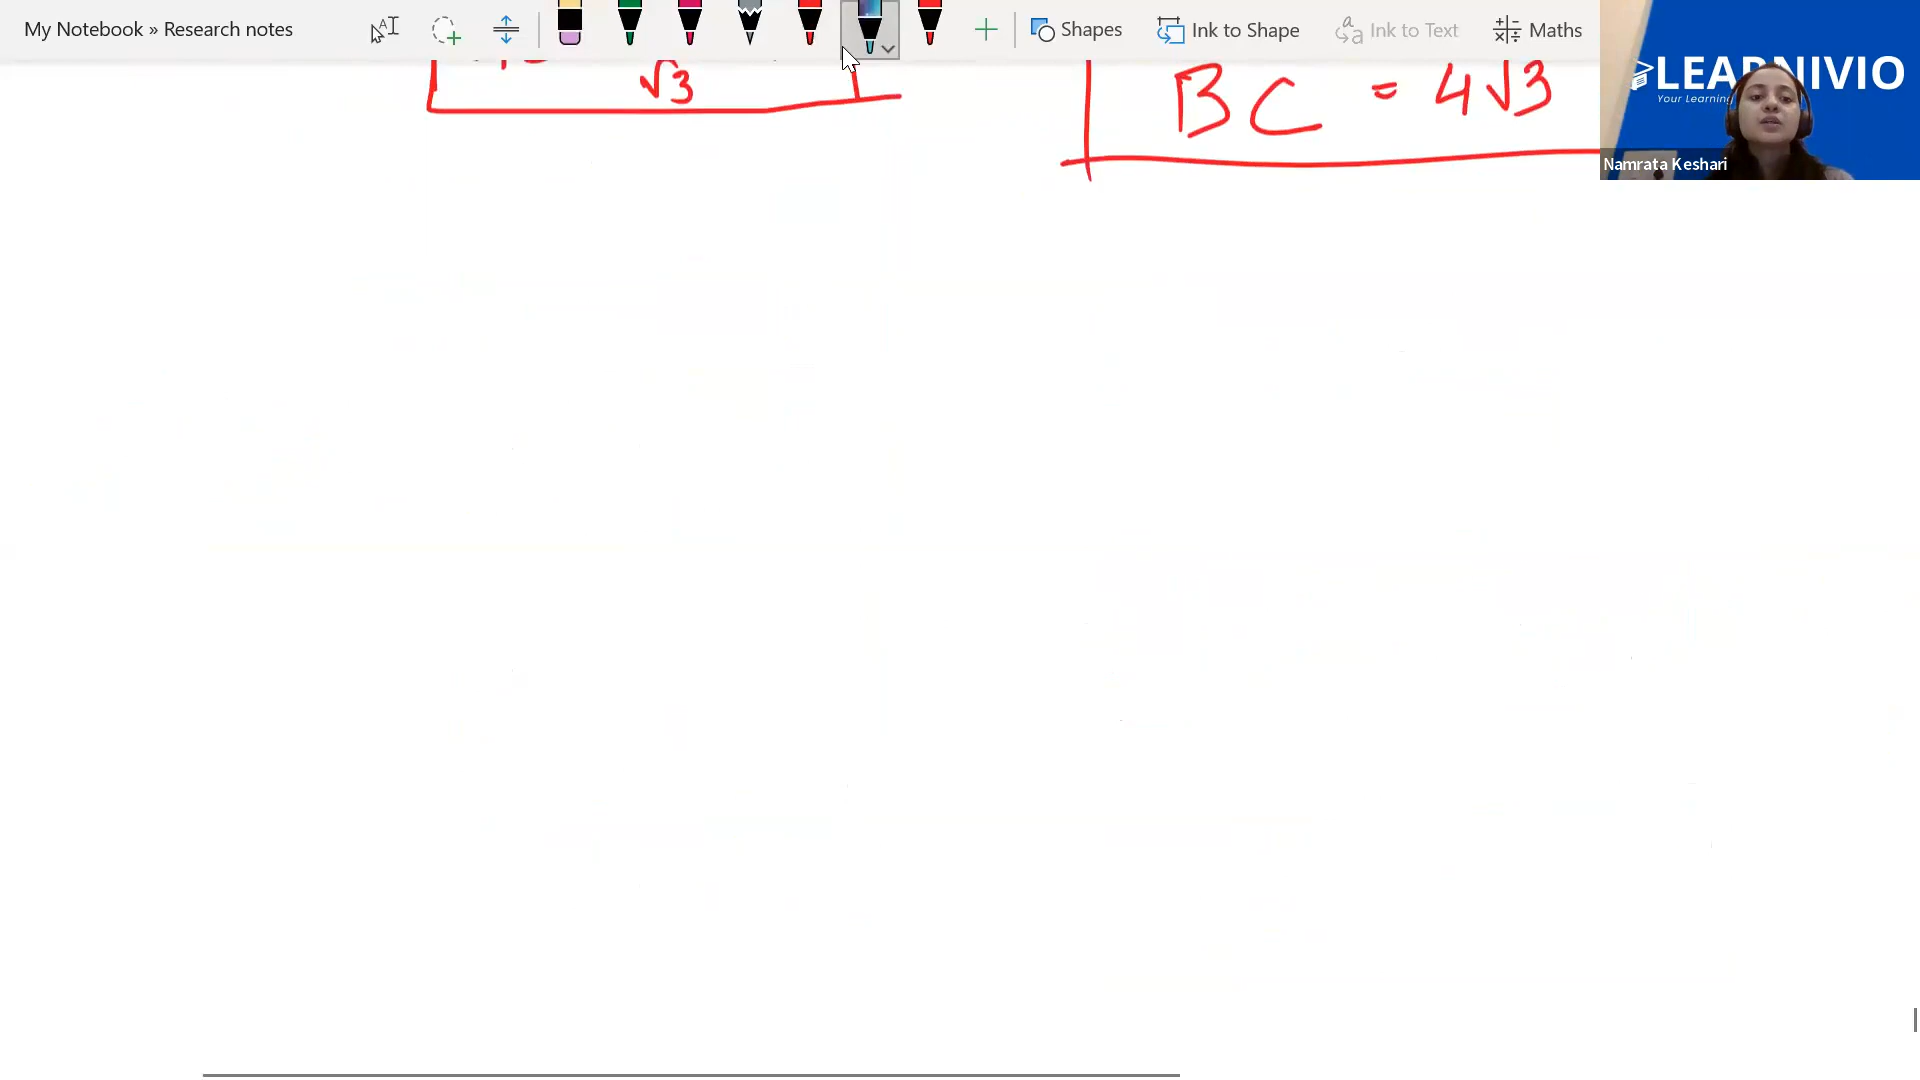 My Notebook » Research notes
Shapes
Ink to Shape
Ink to Text
Maths
LEARNIVIO
Your Learning
√3
BC = 4√3
Namrata Keshari